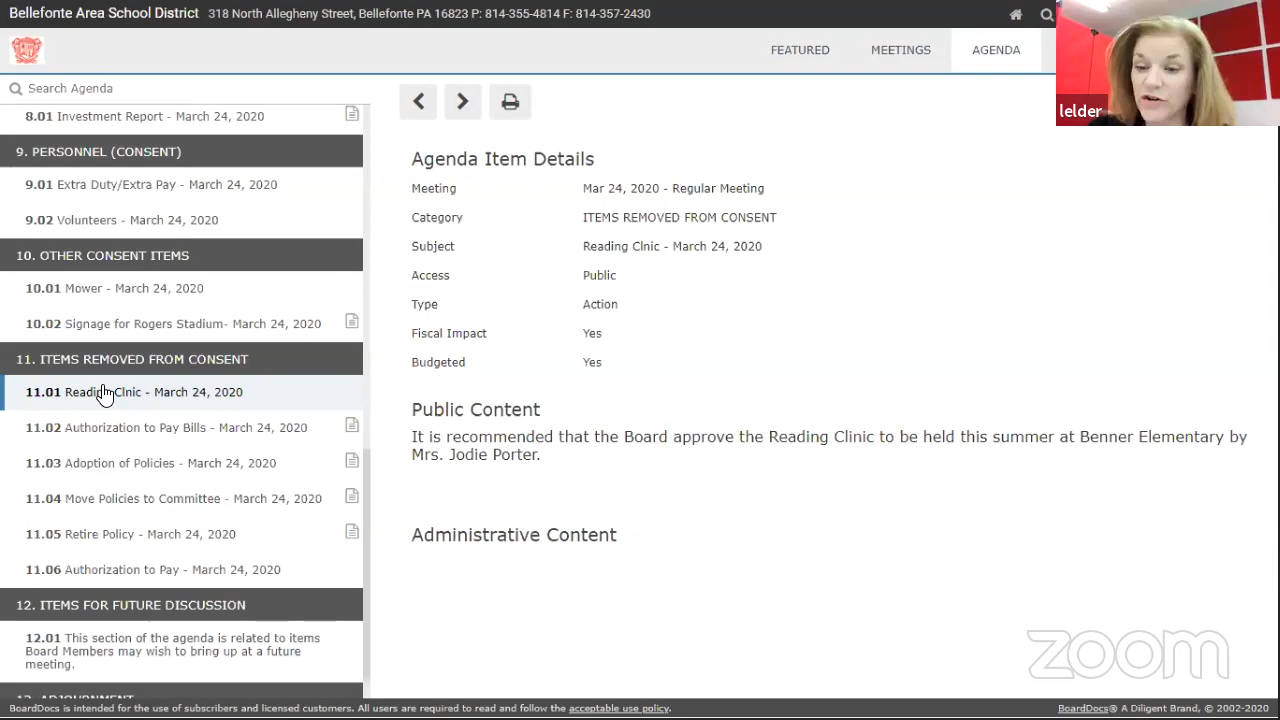 Bellefonte Area School District 318 North Allegheny Street, Bellefonte PA 16823 P: 814-355-4814 F: 814-357-2430
FEATURED MEETINGS AGENDA
lelder
Search Agenda
8.01 Investment Report - March 24, 2020
9. PERSONNEL (CONSENT)
9.01 Extra Duty/Extra Pay - March 24, 2020
9.02 Volunteers - March 24, 2020
10. OTHER CONSENT ITEMS
10.01 Mower - March 24, 2020
10.02 Signage for Rogers Stadium- March 24, 2020
11. ITEMS REMOVED FROM CONSENT
11.01 Reading Clnic - March 24, 2020
11.02 Authorization to Pay Bills - March 24, 2020
11.03 Adoption of Policies - March 24, 2020
11.04 Move Policies to Committee - March 24, 2020
11.05 Retire Policy - March 24, 2020
11.06 Authorization to Pay - March 24, 2020
12. ITEMS FOR FUTURE DISCUSSION
12.01 This section of the agenda is related to items
Board Members may wish to bring up at a future
meeting.
13. ADJOURNMENT
Agenda Item Details
Meeting Mar 24, 2020 - Regular Meeting
Category ITEMS REMOVED FROM CONSENT
Subject Reading Clnic - March 24, 2020
Access Public
Type Action
Fiscal Impact Yes
Budgeted Yes
Public Content
It is recommended that the Board approve the Reading Clinic to be held this summer at Benner Elementary by
Mrs. Jodie Porter.
Administrative Content
zoom
BoardDocs is intended for the use of subscribers and licensed customers. All users are required to read and follow the acceptable use policy.
BoardDocs® A Diligent Brand, © 2002-2020